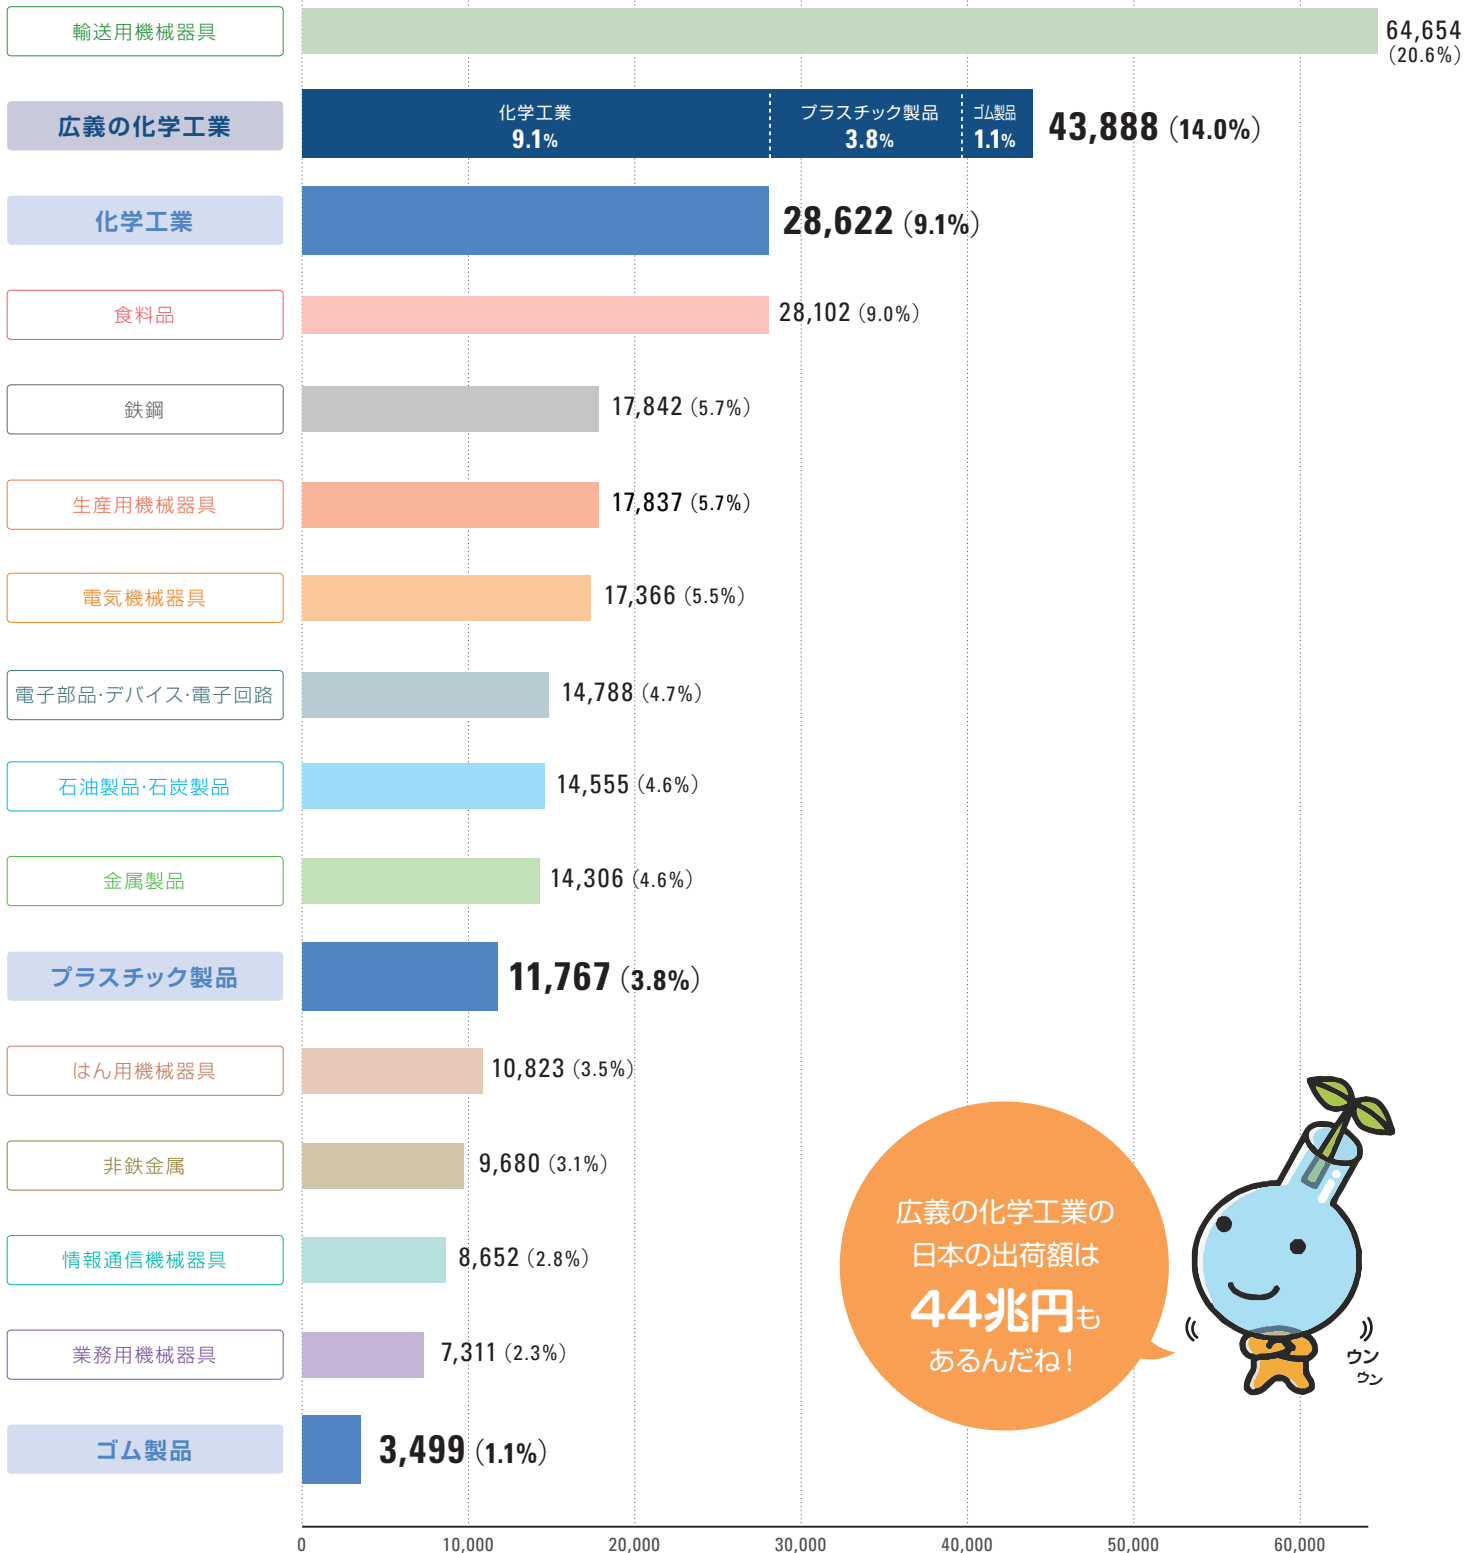 輸送用機械器具
64,654
(20.6%)
広義の化学工業
化学工業
9.1%
プラスチック製品
3.8%
ゴム製品
1.1%
43,888(14.0%)
化学工業
28,622(9.1%)
食料品
28,102(9.0%)
鉄鋼
17,842(5.7%)
生産用機械器具
17,837(5.7%)
電気機械器具
17,366(5.5%)
電子部品・デバイス・電子回路
14,788(4.7%)
石油製品・石炭製品
14,555(4.6%)
金属製品
14,306(4.6%)
プラスチック製品
11,767(3.8%)
はん用機械器具
10,823(3.5%)
非鉄金属
9,680(3.1%)
情報通信機械器具
8,652(2.8%)
業務用機械器具
7,311(2.3%)
ゴム製品
3,499(1.1%)
広義の化学工業の
日本の出荷額は
44兆円も
あるんだね!
ウン
ウン
0 10,000 20,000 30,000 40,000 50,000 60,000